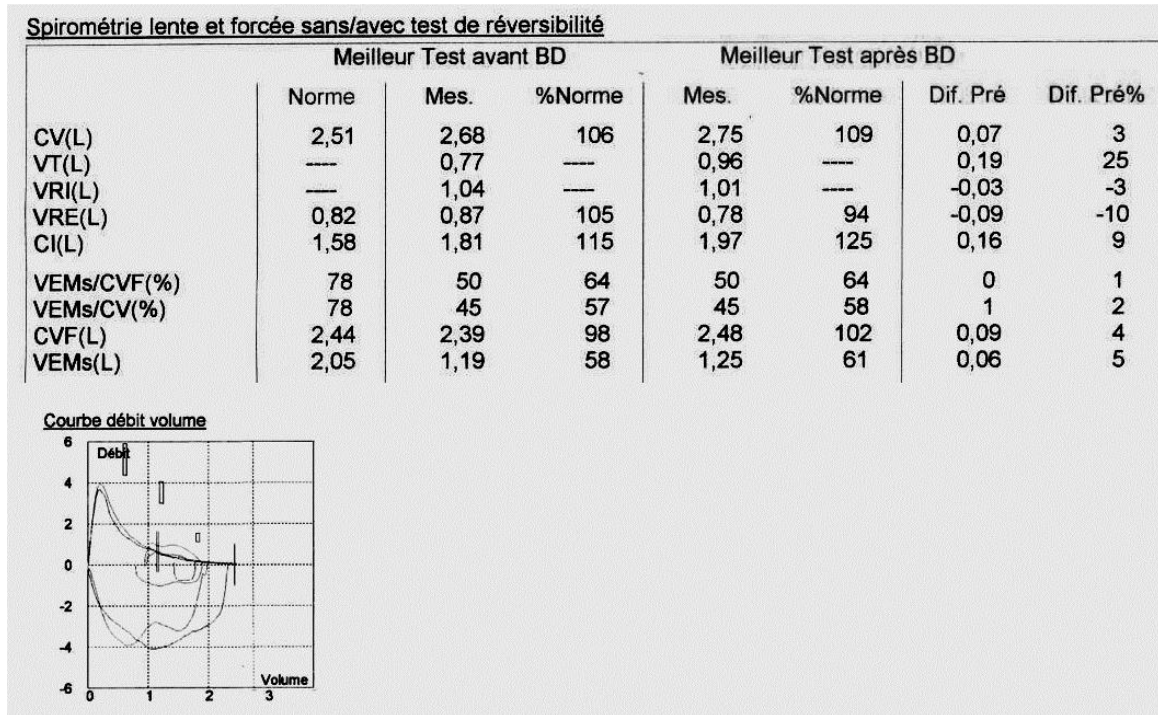 Spirométrie lente et forcée sans/avec test de réversibilité
Meilleur Test avant BD Meilleur Test après BD
Norme Mes. %Norme Mes. %Norme Dif. Pré Dif. Pré%
CV(L) 2,51 2,68 106 2,75 109 0,07 3
VT(L) ---- 0,77 ---- 0,96 ---- 0,19 25
VRI(L) ---- 1,04 ---- 1,01 ---- -0,03 -3
VRE(L) 0,82 0,87 105 0,78 94 -0,09 -10
CI(L) 1,58 1,81 115 1,97 125 0,16 9
VEMs/CVF(%) 78 50 64 50 64 0 1
VEMs/CV(%) 78 45 57 45 58 1 2
CVF(L) 2,44 2,39 98 2,48 102 0,09 4
VEMs(L) 2,05 1,19 58 1,25 61 0,06 5
Courbe débit volume
6
Débit
4
2
0
-2
-4
Volume
-6
0 1 2 3